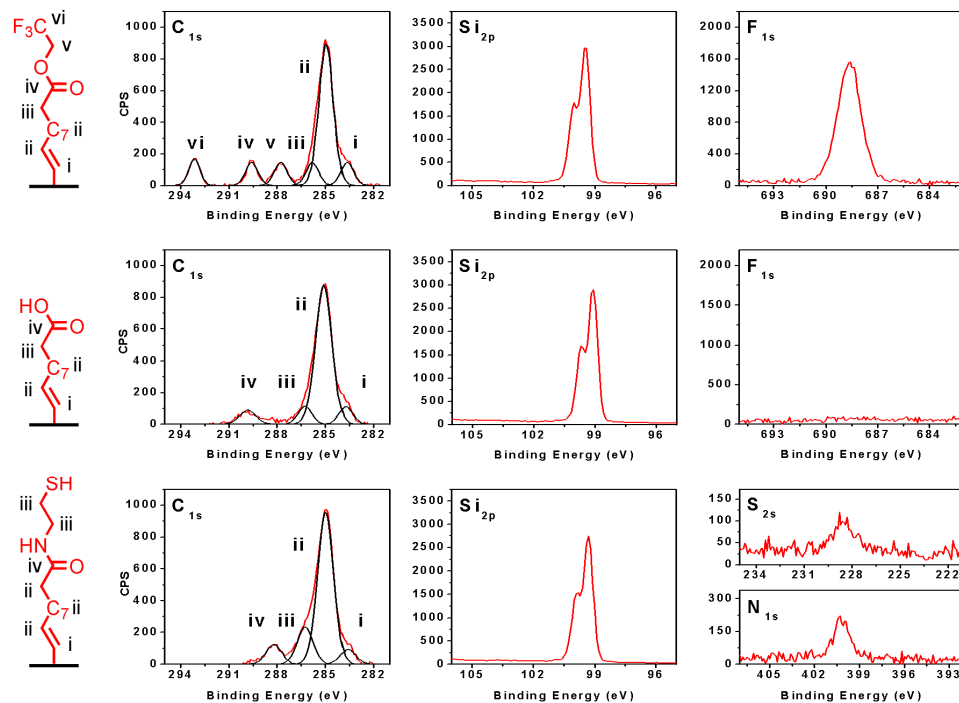 F3C vi
v
O
iv O
iii
C7 ii
ii
i
C1s
ii
vi iv v iii i
CPS
1000
800
600
400
200
0
294 291 288 285 282
Binding Energy (eV)
Si2p
3500
3000
2500
2000
1500
1000
500
0
105 102 99 96
Binding Energy (eV)
F1s
2000
1500
1000
500
0
693 690 687 684
Binding Energy (eV)
HO
iv O
iii
C7 ii
ii
i
C1s
ii
iv iii i
CPS
1000
800
600
400
200
0
294 291 288 285 282
Binding Energy (eV)
Si2p
3500
3000
2500
2000
1500
1000
500
0
105 102 99 96
Binding Energy (eV)
F1s
2000
1500
1000
500
0
693 690 687 684
Binding Energy (eV)
SH
iii
iii
HN
iv O
ii
C7 ii
ii
i
C1s
ii
iv iii i
CPS
1000
800
600
400
200
0
294 291 288 285 282
Binding Energy (eV)
Si2p
3500
3000
2500
2000
1500
1000
500
0
105 102 99 96
Binding Energy (eV)
S2s
150
100
50
0
234 231 228 225 222
N1s
300
150
0
405 402 399 396 393
Binding Energy (eV)